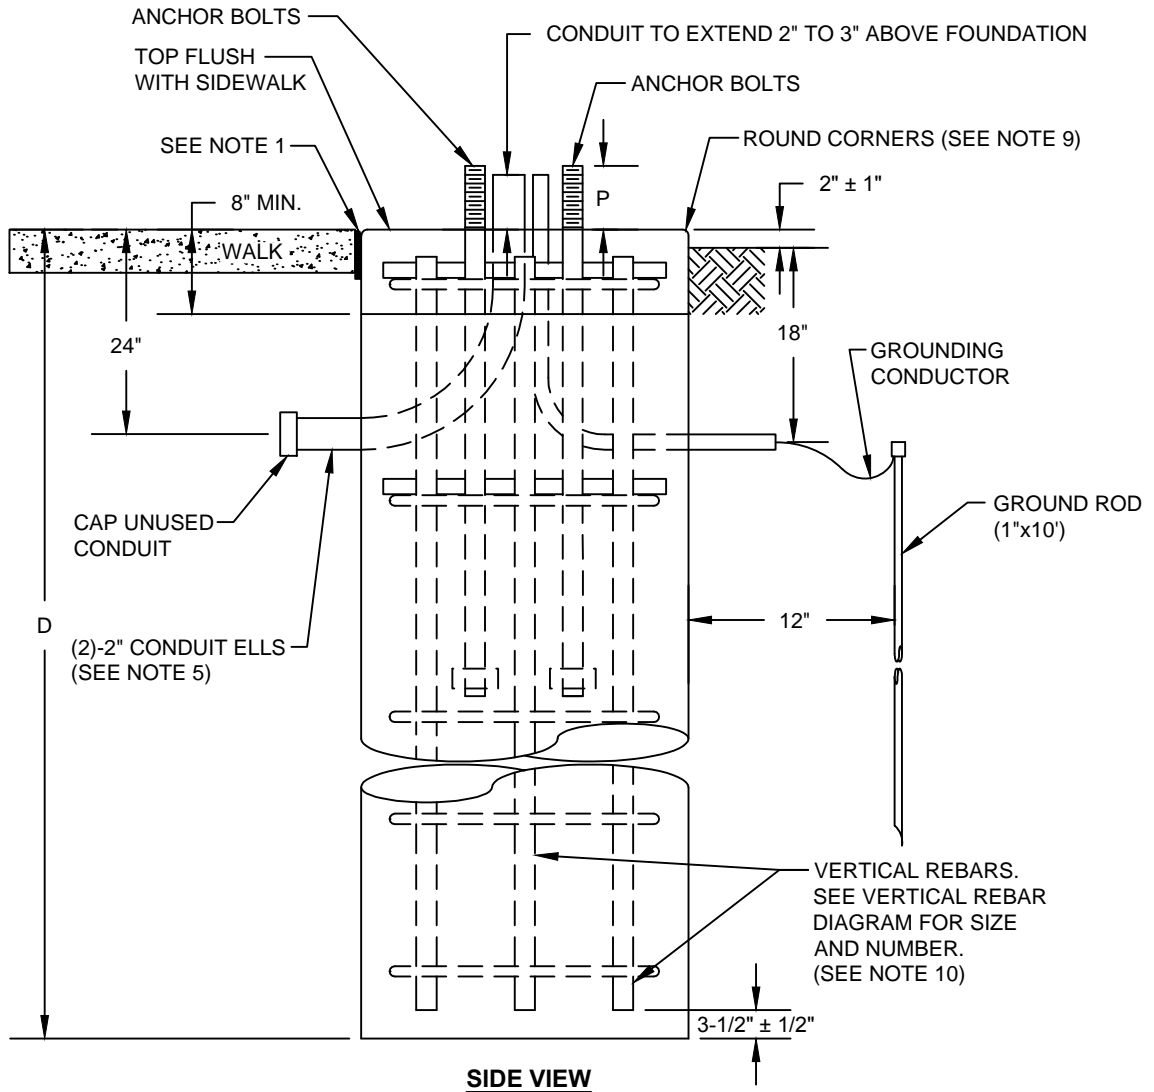 ANCHOR BOLTS
CONDUIT TO EXTEND 2" TO 3" ABOVE FOUNDATION
TOP FLUSH
WITH SIDEWALK
ANCHOR BOLTS
SEE NOTE 1
ROUND CORNERS (SEE NOTE 9)
8" MIN.
P
2" ± 1"
WALK
24"
18"
GROUNDING
CONDUCTOR
CAP UNUSED
CONDUIT
GROUND ROD
(1"x10')
D
12"
(2)-2" CONDUIT ELLS
(SEE NOTE 5)
VERTICAL REBARS.
SEE VERTICAL REBAR
DIAGRAM FOR SIZE
AND NUMBER.
(SEE NOTE 10)
3-1/2" ± 1/2"
SIDE VIEW